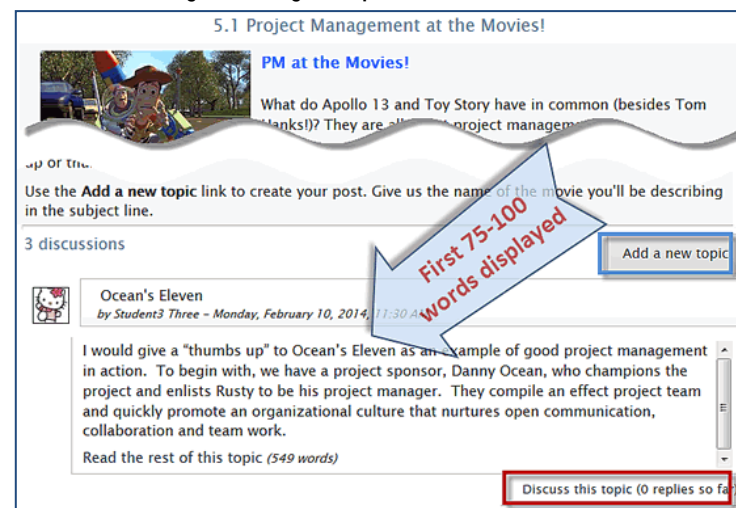 5.1 Project Management at the Movies!
PM at the Movies!
What do Apollo 13 and Toy Story have in common (besides Tom
Hanks!)? They are all project
up or
Use the Add a new topic link to create your post. Give us the name of the movie you'll be describing
in the subject line.
3 discussions
Add a new topic
First 75-100
words displayed
Ocean's Eleven
by Student3 Three – Monday, February 10, 2014, 11:30 AM
I would give a "thumbs up" to Ocean's Eleven as an example of good project management
in action. To begin with, we have a project sponsor, Danny Ocean, who champions the
project and enlists Rusty to be his project manager. They compile an effect project team
and quickly promote an organizational culture that nurtures open communication,
collaboration and team work.
Read the rest of this topic (549 words)
Discuss this topic (0 replies so far)